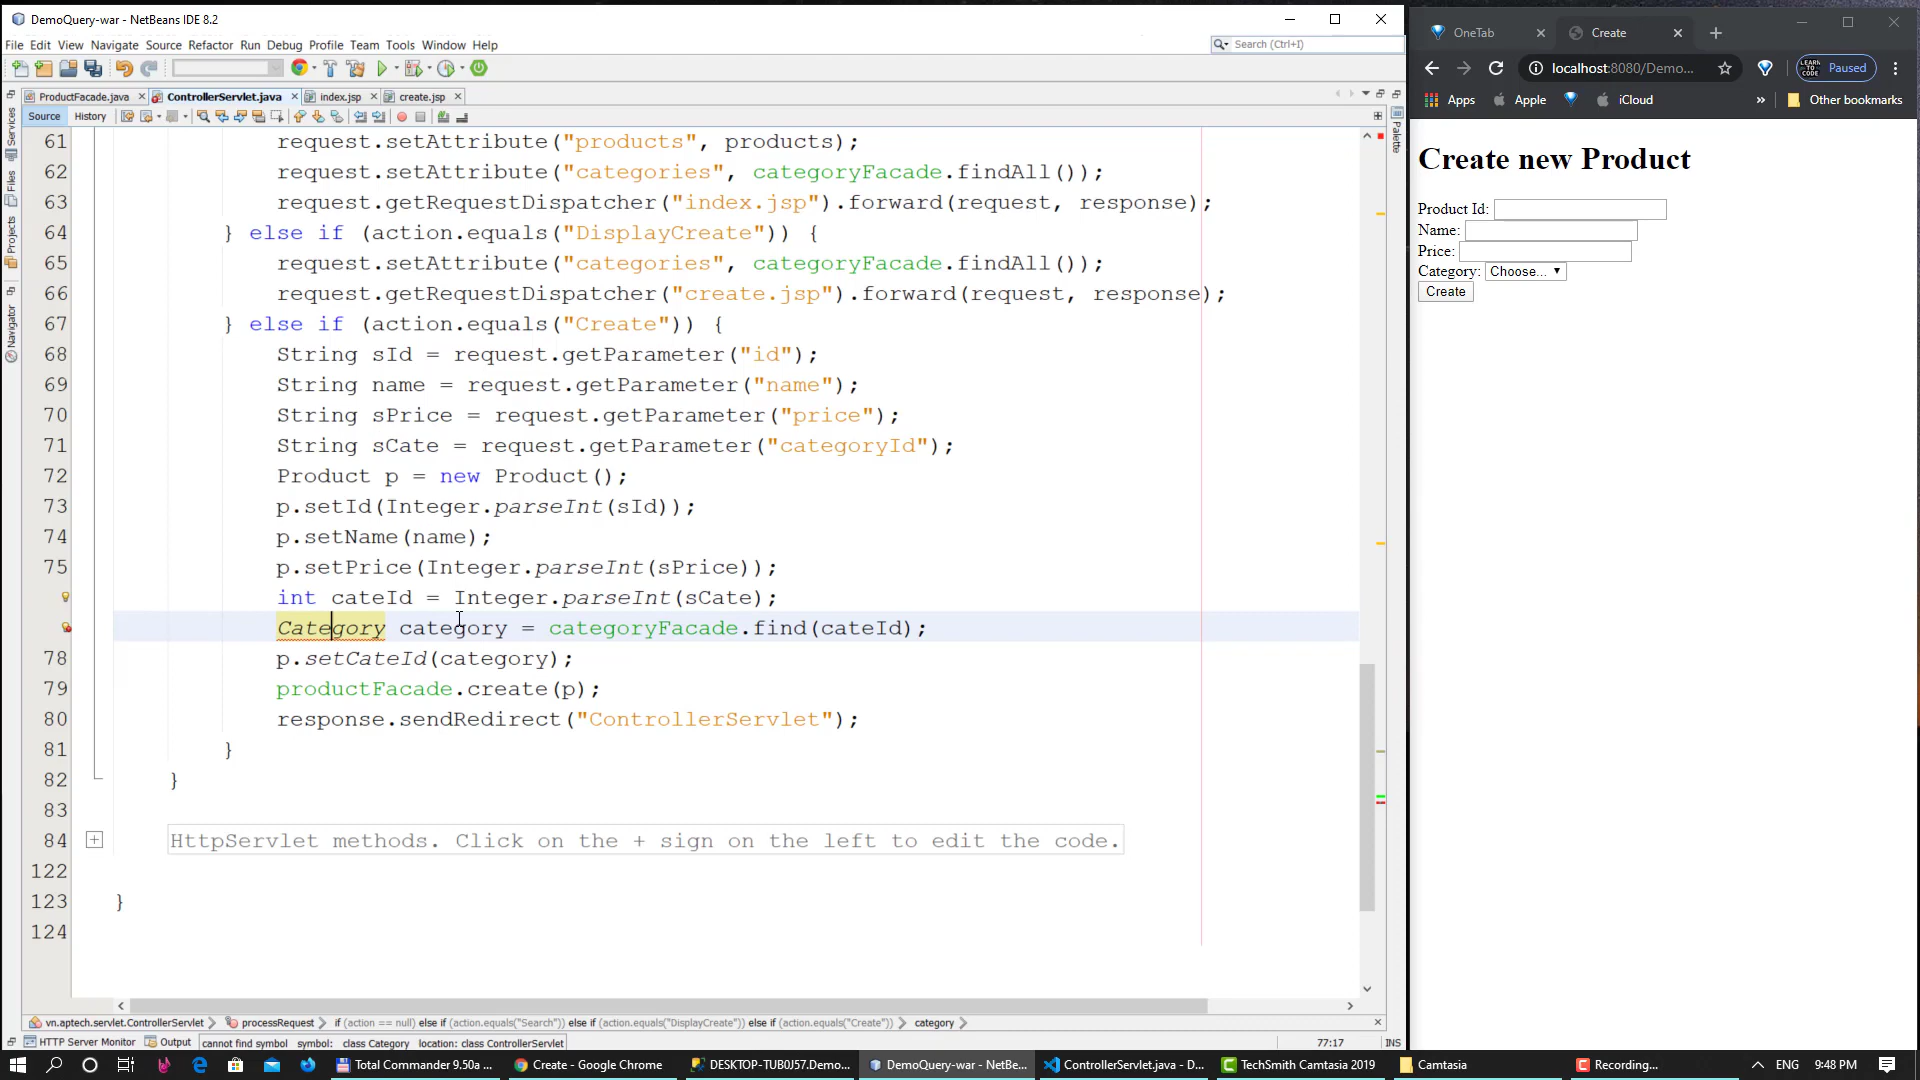 DemoQuery-war - NetBeans IDE 8.2
File Edit View Navigate Source Refactor Run Debug Profile Team Tools Window Help
Search (Ctrl+I)
ProductFacade.java ControllerServlet.java index.jsp create.jsp
Source History
61 request.setAttribute("products", products);
62 request.setAttribute("categories", categoryFacade.findAll());
63 request.getRequestDispatcher("index.jsp").forward(request, response);
64 } else if (action.equals("DisplayCreate")) {
65 request.setAttribute("categories", categoryFacade.findAll());
66 request.getRequestDispatcher("create.jsp").forward(request, response);
67 } else if (action.equals("Create")) {
68 String sId = request.getParameter("id");
69 String name = request.getParameter("name");
70 String sPrice = request.getParameter("price");
71 String sCate = request.getParameter("categoryId");
72 Product p = new Product();
73 p.setId(Integer.parseInt(sId));
74 p.setName(name);
75 p.setPrice(Integer.parseInt(sPrice));
int cateId = Integer.parseInt(sCate);
Category category = categoryFacade.find(cateId);
78 p.setCateId(category);
79 productFacade.create(p);
80 response.sendRedirect("ControllerServlet");
81 }
82 }
83
84 HttpServlet methods. Click on the + sign on the left to edit the code.
122
123 }
124
Services
Files
Projects
Navigator
Palette
vn.aptech.servlet.ControllerServlet processRequest if (action == null) else if (action.equals("Search")) else if (action.equals("DisplayCreate")) else if (action.equals("Create")) category
HTTP Server Monitor Output cannot find symbol symbol: class Category location: class ControllerServlet 77:17 INS
OneTab Create
localhost:8080/Demo... LEARN TO CODE Paused
Apps Apple iCloud » Other bookmarks
Create new Product
Product Id:
Name:
Price:
Category: Choose...
Create
Total Commander 9.50a ... Create - Google Chrome DESKTOP-TUB0J57.Demo... DemoQuery-war - NetBe... ControllerServlet.java - D... TechSmith Camtasia 2019 Camtasia Recording... ENG 9:48 PM